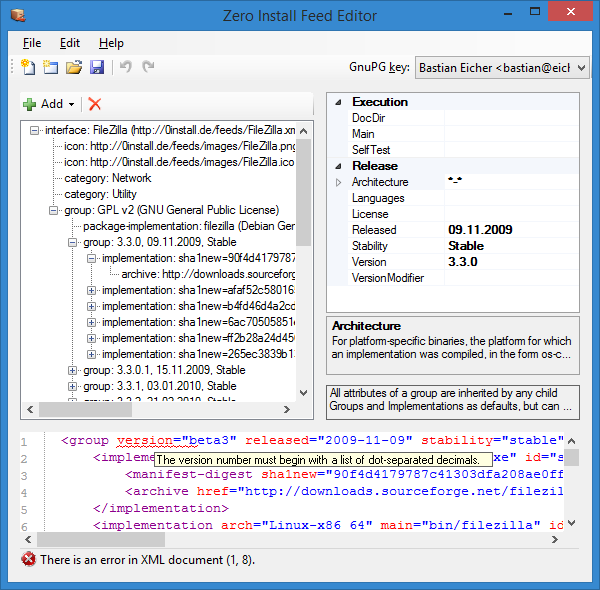 Zero Install Feed Editor
File Edit Help
GnuPG key: Bastian Eicher <bastian@eich
Add
interface: FileZilla (http://0install.de/feeds/FileZilla.xm
icon: http://0install.de/feeds/images/FileZilla.png
icon: http://0install.de/feeds/images/FileZilla.ico
category: Network
category: Utility
group: GPL v2 (GNU General Public License)
package-implementation: filezilla (Debian Ger
group: 3.3.0, 09.11.2009, Stable
implementation: sha1new=90f4d4179787
archive: http://downloads.sourceforge
implementation: sha1new=afaf52c58016
implementation: sha1new=b4fd46d4a2cd
implementation: sha1new=6ac70505851e
implementation: sha1new=ff2b28a24d45
implementation: sha1new=265ec3839b1
group: 3.3.0.1, 15.11.2009, Stable
group: 3.3.1, 03.01.2010, Stable
Execution
DocDir
Main
SelfTest
Release
Architecture *-*
Languages
License
Released 09.11.2009
Stability Stable
Version 3.3.0
VersionModifier
Architecture
For platform-specific binaries, the platform for which
an implementation was compiled, in the form os-c...
All attributes of a group are inherited by any child
Groups and Implementations as defaults, but can ...
1 <group version="beta3" released="2009-11-09" stability="stable"
The version number must begin with a list of dot-separated decimals.
2 <impleme xe" id="s
3 <manifest-digest sha1new="90f4d9179787c41303dfa208ae0ff
4 <archive href="http://downloads.sourceforge.net/filezil
5 </implementation>
6 <implementation arch="Linux-x86_64" main="bin/filezilla" id
There is an error in XML document (1, 8).